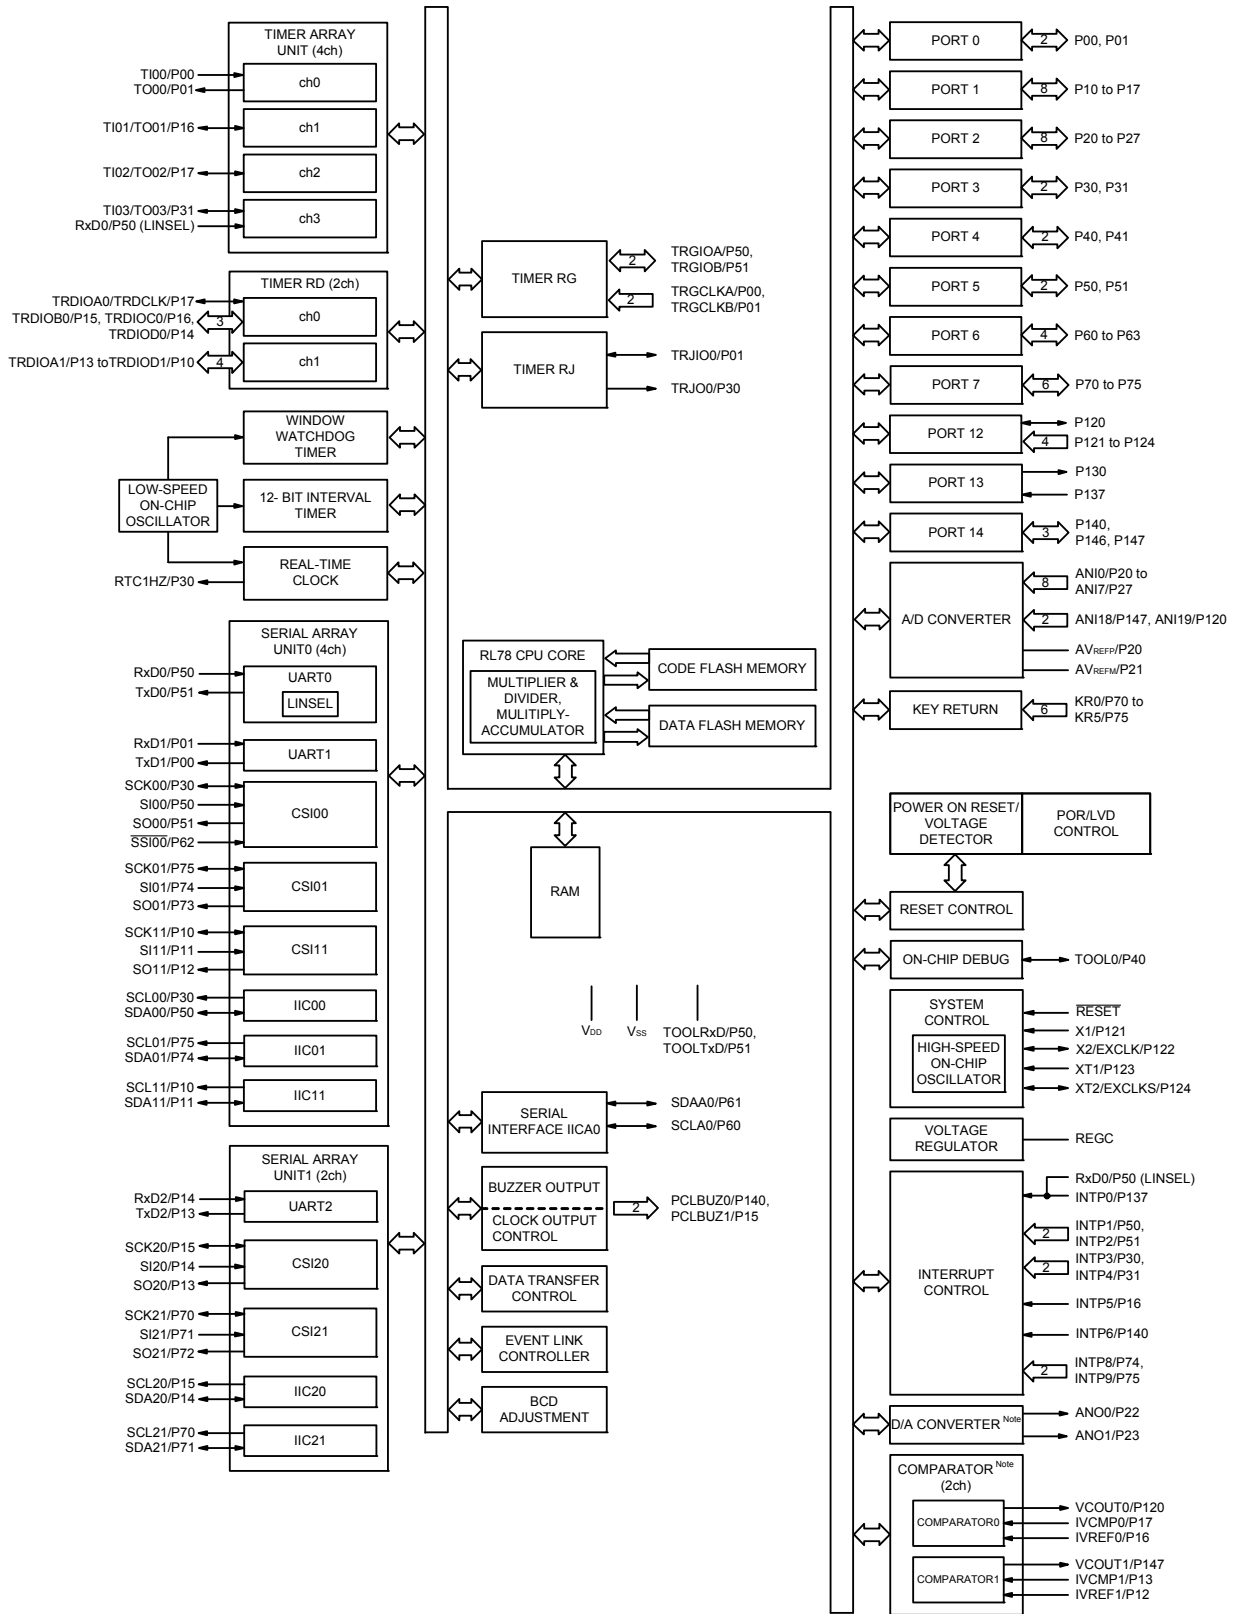 TIMER ARRAY
UNIT (4ch)
TI00/P00
TO00/P01
ch0
TI01/TO01/P16
ch1
TI02/TO02/P17
ch2
TI03/TO03/P31
RxD0/P50 (LINSEL)
ch3
TIMER RD (2ch)
TRDIOA0/TRDCLK/P17
TRDIOB0/P15, TRDIOC0/P16,
TRDIOD0/P14
3
ch0
TRDIOA1/P13 toTRDIOD1/P10
4
ch1
WINDOW
WATCHDOG
TIMER
LOW-SPEED
ON-CHIP
OSCILLATOR
12- BIT INTERVAL
TIMER
REAL-TIME
CLOCK
RTC1HZ/P30
SERIAL ARRAY
UNIT0 (4ch)
RxD0/P50
TxD0/P51
UART0
LINSEL
RxD1/P01
TxD1/P00
UART1
SCK00/P30
SI00/P50
SO00/P51
SSI00/P62
CSI00
SCK01/P75
SI01/P74
SO01/P73
CSI01
SCK11/P10
SI11/P11
SO11/P12
CSI11
SCL00/P30
SDA00/P50
IIC00
SCL01/P75
SDA01/P74
IIC01
SCL11/P10
SDA11/P11
IIC11
SERIAL ARRAY
UNIT1 (2ch)
RxD2/P14
TxD2/P13
UART2
SCK20/P15
SI20/P14
SO20/P13
CSI20
SCK21/P70
SI21/P71
SO21/P72
CSI21
SCL20/P15
SDA20/P14
IIC20
SCL21/P70
SDA21/P71
IIC21
TIMER RG
2
TRGIOA/P50,
TRGIOB/P51
2
TRGCLKA/P00,
TRGCLKB/P01
TIMER RJ
TRJIO0/P01
TRJO0/P30
RL78 CPU CORE
MULTIPLIER &
DIVIDER,
MULITIPLY-
ACCUMULATOR
CODE FLASH MEMORY
DATA FLASH MEMORY
RAM
VDD
VSS
TOOLRxD/P50,
TOOLTxD/P51
SERIAL
INTERFACE IICA0
SDAA0/P61
SCLA0/P60
BUZZER OUTPUT
CLOCK OUTPUT
CONTROL
2
PCLBUZ0/P140,
PCLBUZ1/P15
DATA TRANSFER
CONTROL
EVENT LINK
CONTROLLER
BCD
ADJUSTMENT
PORT 0
2
P00, P01
PORT 1
8
P10 to P17
PORT 2
8
P20 to P27
PORT 3
2
P30, P31
PORT 4
2
P40, P41
PORT 5
2
P50, P51
PORT 6
4
P60 to P63
PORT 7
6
P70 to P75
PORT 12
P120
4
P121 to P124
PORT 13
P130
P137
PORT 14
3
P140,
P146, P147
A/D CONVERTER
8
ANI0/P20 to
ANI7/P27
2
ANI18/P147, ANI19/P120
AVREFP/P20
AVREFM/P21
KEY RETURN
6
KR0/P70 to
KR5/P75
POWER ON RESET/
VOLTAGE
DETECTOR
POR/LVD
CONTROL
RESET CONTROL
ON-CHIP DEBUG
TOOL0/P40
SYSTEM
CONTROL
HIGH-SPEED
ON-CHIP
OSCILLATOR
RESET
X1/P121
X2/EXCLK/P122
XT1/P123
XT2/EXCLKS/P124
VOLTAGE
REGULATOR
REGC
INTERRUPT
CONTROL
RxD0/P50 (LINSEL)
INTP0/P137
2
INTP1/P50,
INTP2/P51
2
INTP3/P30,
INTP4/P31
INTP5/P16
INTP6/P140
2
INTP8/P74,
INTP9/P75
D/A CONVERTER Note
ANO0/P22
ANO1/P23
COMPARATOR Note
(2ch)
COMPARATOR0
VCOUT0/P120
IVCMP0/P17
IVREF0/P16
COMPARATOR1
VCOUT1/P147
IVCMP1/P13
IVREF1/P12